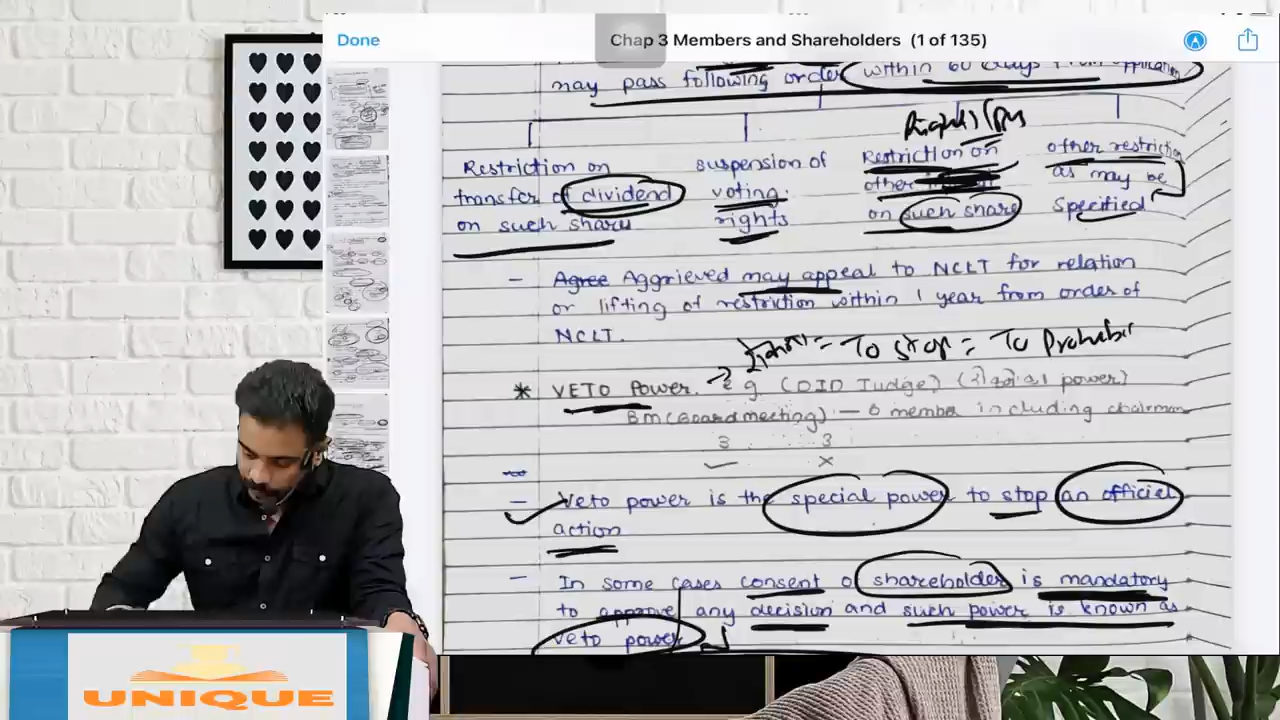 Done
Chap 3 Members and Shareholders (1 of 135)
may pass following order within 60 days from application
Restriction on
transfer of dividend
on such share
suspension of
voting
rights
Rights /
Restriction on
other
on such share
other restriction
as may be
specified
- Agree Aggrieved may appeal to NCLT for relation
or lifting of restriction within 1 year from order of
NCLT.
= To stop = To Prohibit
* VETO Power. → e g (OID Judge) ( power)
BM (Board meeting) — 6 member including chairman
3 3
✓ ×
- Veto power is the special power to stop an official
action
- In some cases consent of shareholder is mandatory
to approve any decision and such power is known as
veto power
UNIQUE